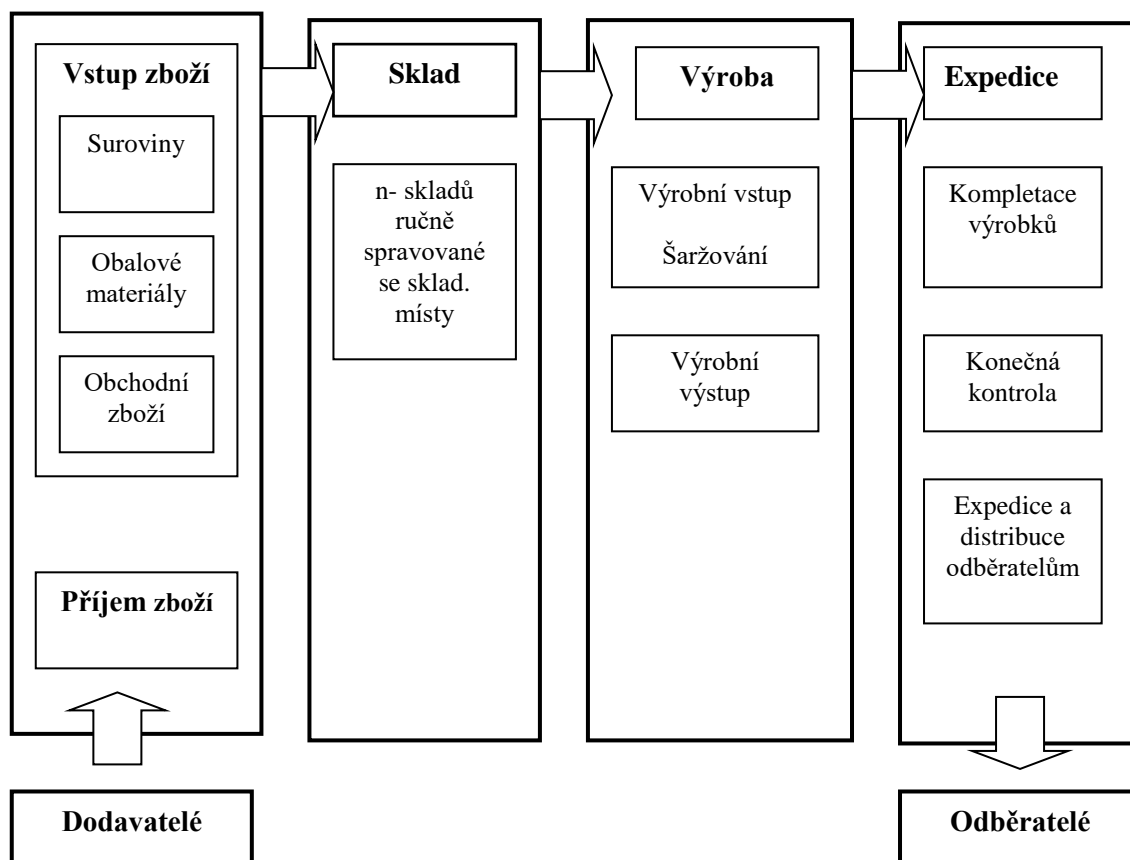 Vstup zboží
Suroviny
Obalové
materiály
Obchodní
zboží
Příjem zboží
Dodavatelé
Sklad
n- skladů
ručně
spravované
se sklad.
místy
Výroba
Výrobní vstup
Šaržování
Výrobní
výstup
Expedice
Kompletace
výrobků
Konečná
kontrola
Expedice a
distribuce
odběratelům
Odběratelé